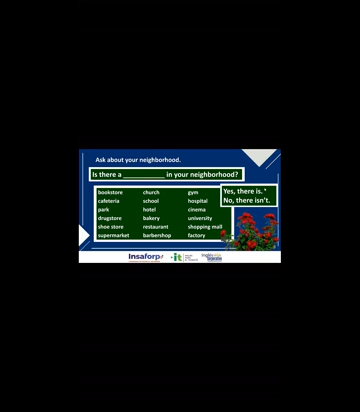 Ask about your neighborhood.
Is there a ___________ in your neighborhood?
Yes, there is.
No, there isn't.
bookstore church gym
cafeteria school hospital
park hotel cinema
drugstore bakery university
shoe store restaurant shopping mall
supermarket barbershop factory
Insaforp
it